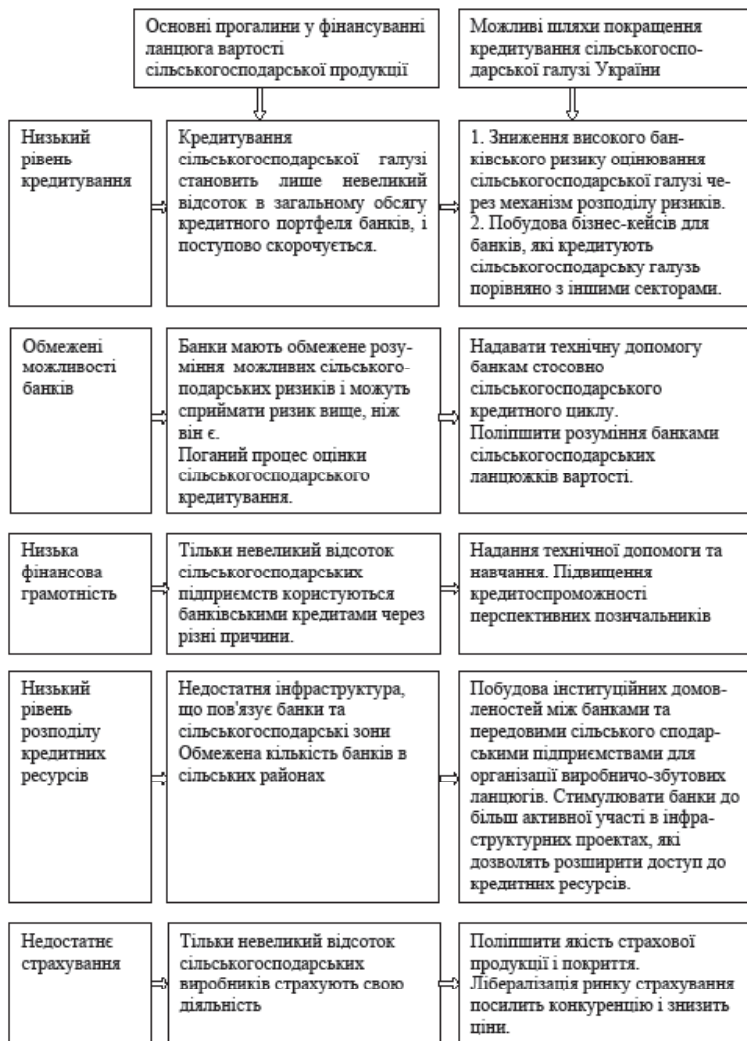 Основні прогалини у фінансуванні
ланцюга вартості
сільськогосподарської продукції
Можливі шляхи покращення
кредитування сільськогоспо-
дарської галузі України
Низький
рівень
кредитування
Кредитування
сільськогосподарської галузі
становить лише невеликий
відсоток в загальному обсягу
кредитного портфеля банків, і
поступово скорочується.
1. Зниження високого бан-
ківського ризику оцінювання
сільськогосподарської галузі че-
рез механізм розподілу ризиків.
2. Побудова бізнес-кейсів для
банків, які кредитують
сільськогосподарську галузь
порівняно з іншими секторами.
Обмежені
можливості
банків
Банки мають обмежене розу-
міння можливих сільського-
подарських ризиків і можуть
сприймати ризик вище, ніж
він є.
Поганий процес оцінки
сільськогосподарського
кредитування.
Надавати технічну допомогу
банкам стосовно
сільськогосподарського
кредитного циклу.
Поліпшити розуміння банками
сільськогосподарських
ланцюжків вартості.
Низька
фінансова
грамотність
Тільки невеликий відсоток
сільськогосподарських
підприємств користуються
банківськими кредитами через
різні причини.
Надання технічної допомоги та
навчання. Підвищення
кредитоспроможності
перспективних позичальників
Низький
рівень
розподілу
кредитних
ресурсів
Недостатня інфраструктура,
що пов'язує банки та
сільськогосподарські зони
Обмежена кількість банків в
сільських районах
Побудова інституційних домов-
леностей між банками та
передовими сільського сподар-
ськими підприємствами для
організації виробничо-збутових
ланцюгів. Стимулювати банки до
більш активної участі в інфра-
структурних проектах, які
дозволять розширити доступ до
кредитних ресурсів.
Недостатнє
страхування
Тільки невеликий відсоток
сільськогосподарських
виробників страхують свою
діяльність
Поліпшити якість страхової
продукції і покриття.
Лібералізація ринку страхування
посилить конкуренцію і знизить
ціни.